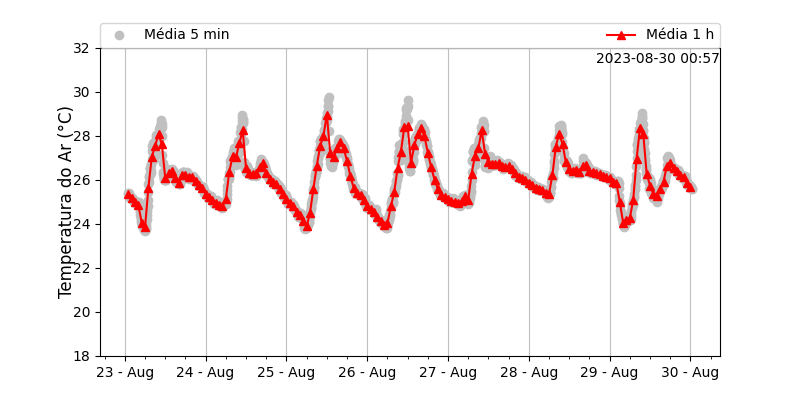 Média 5 min
Média 1 h
2023-08-30 00:57
Temperatura do Ar (°C)
32
30
28
26
24
22
20
18
23 - Aug
24 - Aug
25 - Aug
26 - Aug
27 - Aug
28 - Aug
29 - Aug
30 - Aug